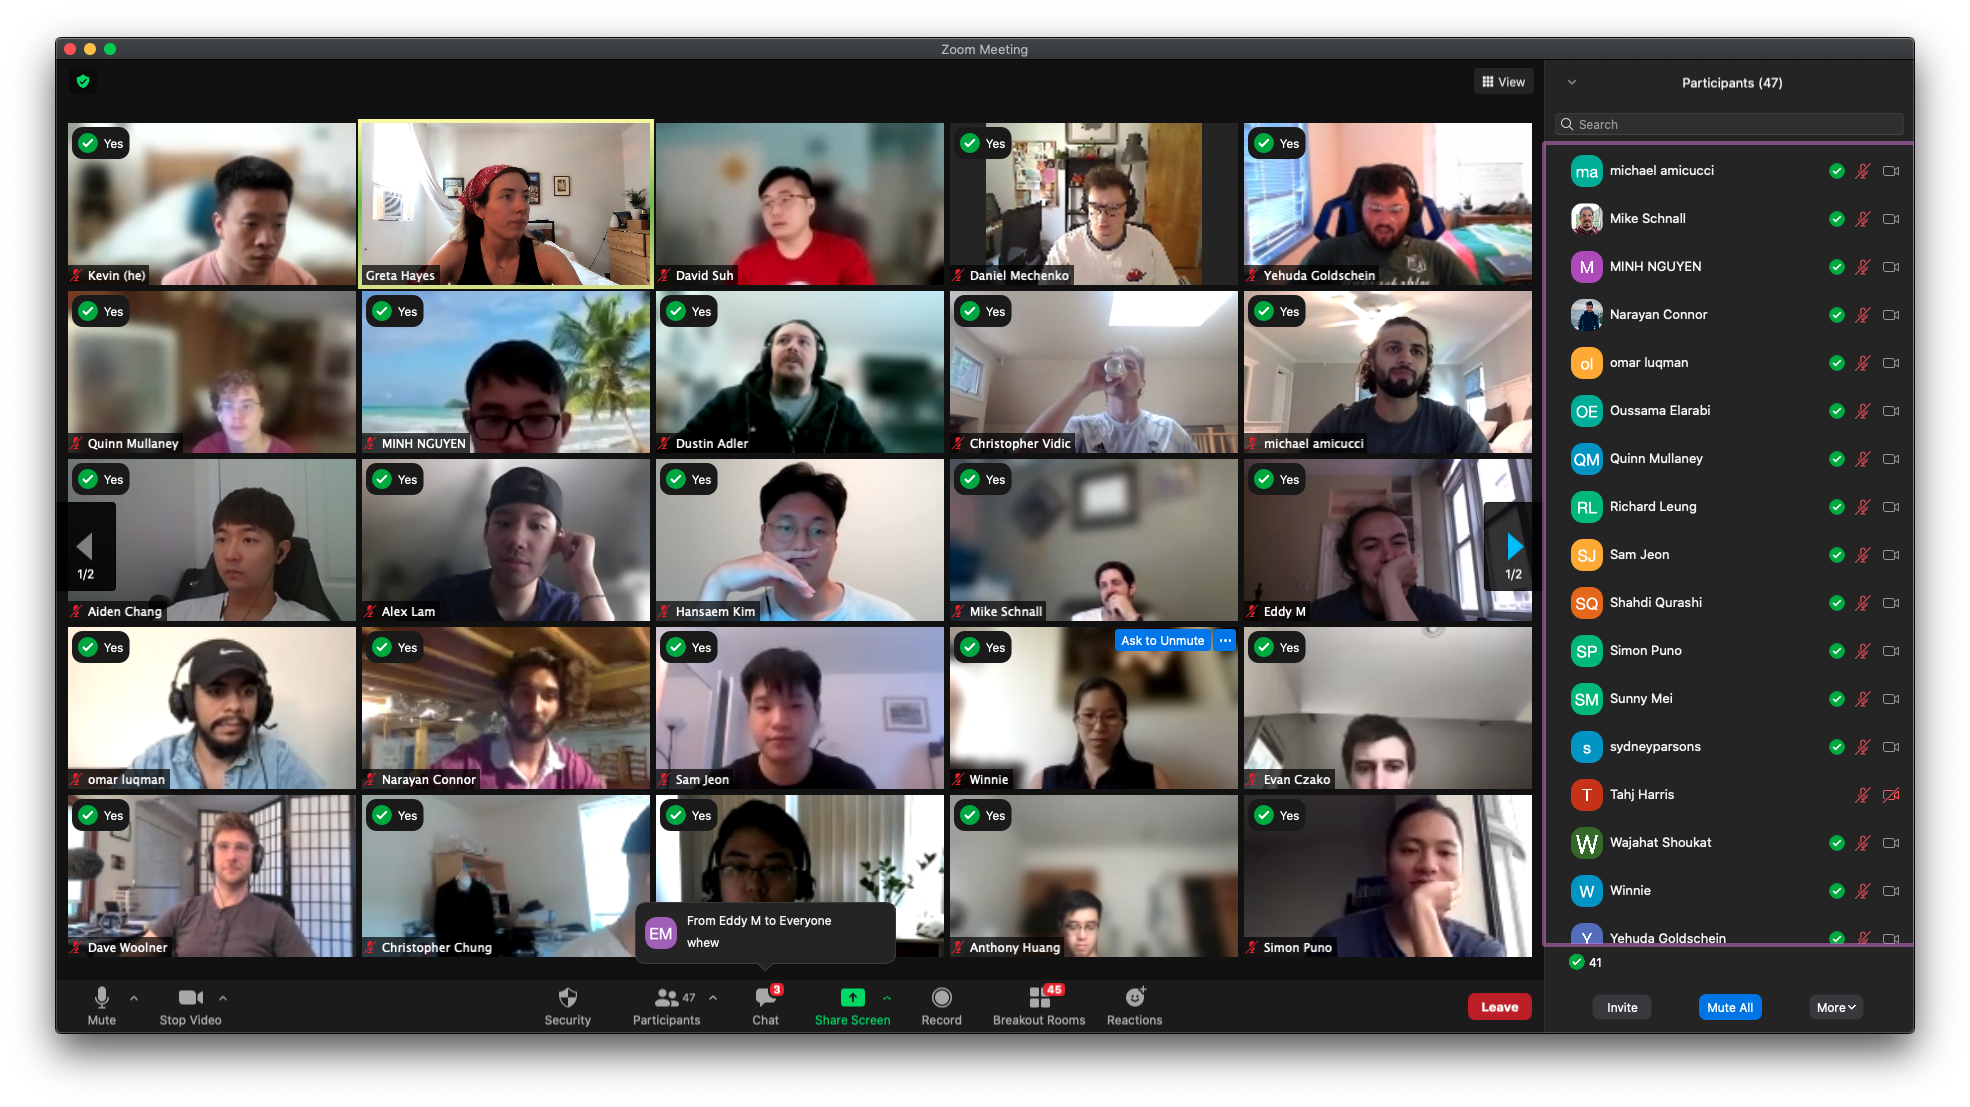 Zoom Meeting
View
Participants (47)
Search
Yes
Kevin (he)
Greta Hayes
David Suh
Yes
Daniel Mechenko
Yes
Yehuda Goldschein
Yes
Quinn Mullaney
Yes
MINH NGUYEN
Yes
Dustin Adler
Yes
Christopher Vidic
Yes
michael amicucci
Yes
Aiden Chang
Yes
Alex Lam
Yes
Hansaem Kim
Yes
Mike Schnall
Yes
Eddy M
1/2
1/2
Yes
omar luqman
Yes
Narayan Connor
Yes
Sam Jeon
Yes
Ask to Unmute
Winnie
Yes
Evan Czako
Yes
Dave Woolner
Yes
Christopher Chung
Yes
Yes
Anthony Huang
Yes
Simon Puno
EM
From Eddy M to Everyone
whew
ma michael amicucci
Mike Schnall
M MINH NGUYEN
Narayan Connor
ol omar luqman
OE Oussama Elarabi
QM Quinn Mullaney
RL Richard Leung
SJ Sam Jeon
SQ Shahdi Qurashi
SP Simon Puno
SM Sunny Mei
s sydneyparsons
T Tahj Harris
W Wajahat Shoukat
W Winnie
Y Yehuda Goldschein
41
Invite
Mute All
More
Mute
Stop Video
Security
47
Participants
3
Chat
Share Screen
Record
45
Breakout Rooms
Reactions
Leave